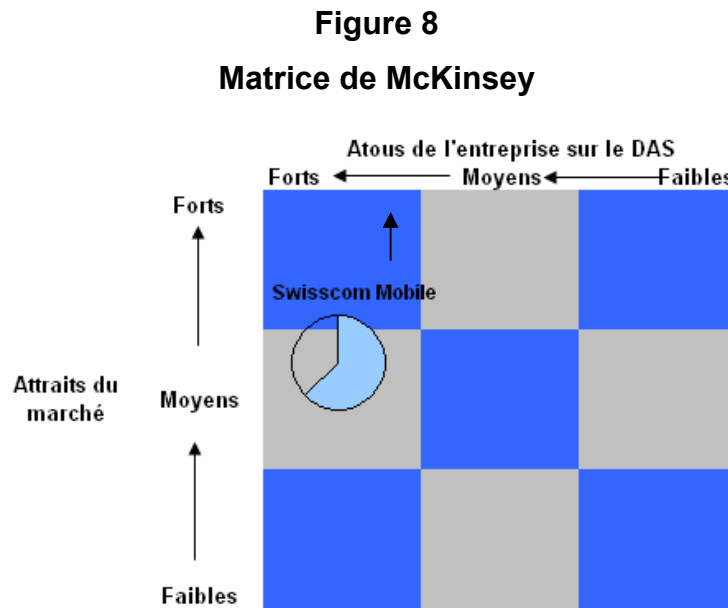 Figure 8
Matrice de McKinsey
Atous de l'entreprise sur le DAS
Forts Moyens Faibles
Forts
Swisscom Mobile
Attraits du
marché
Moyens
Faibles